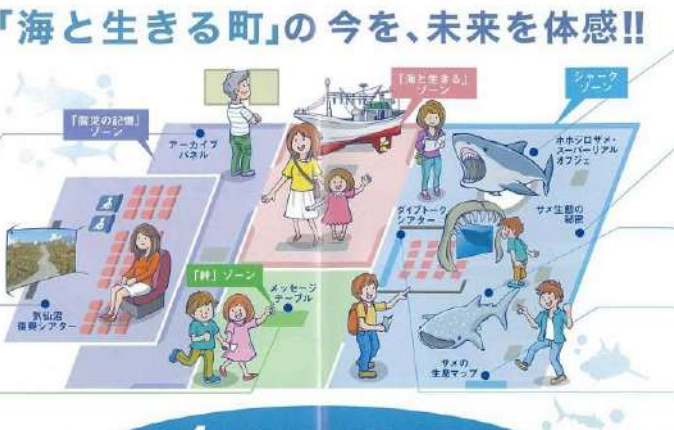 「海と生きる町」の 今を、未来を体感!!
「震災の記憶」
ゾーン
アーカイブ
パネル
「海と生きる」
ゾーン
シャーク
ゾーン
ホホジロザメ・
スーパーリアル
オブジェ
ダイブトーク
シアター
サメ生態の
秘密
「絆」ゾーン
メッセージ
テーブル
気仙沼
復興シアター
サメの
生息マップ